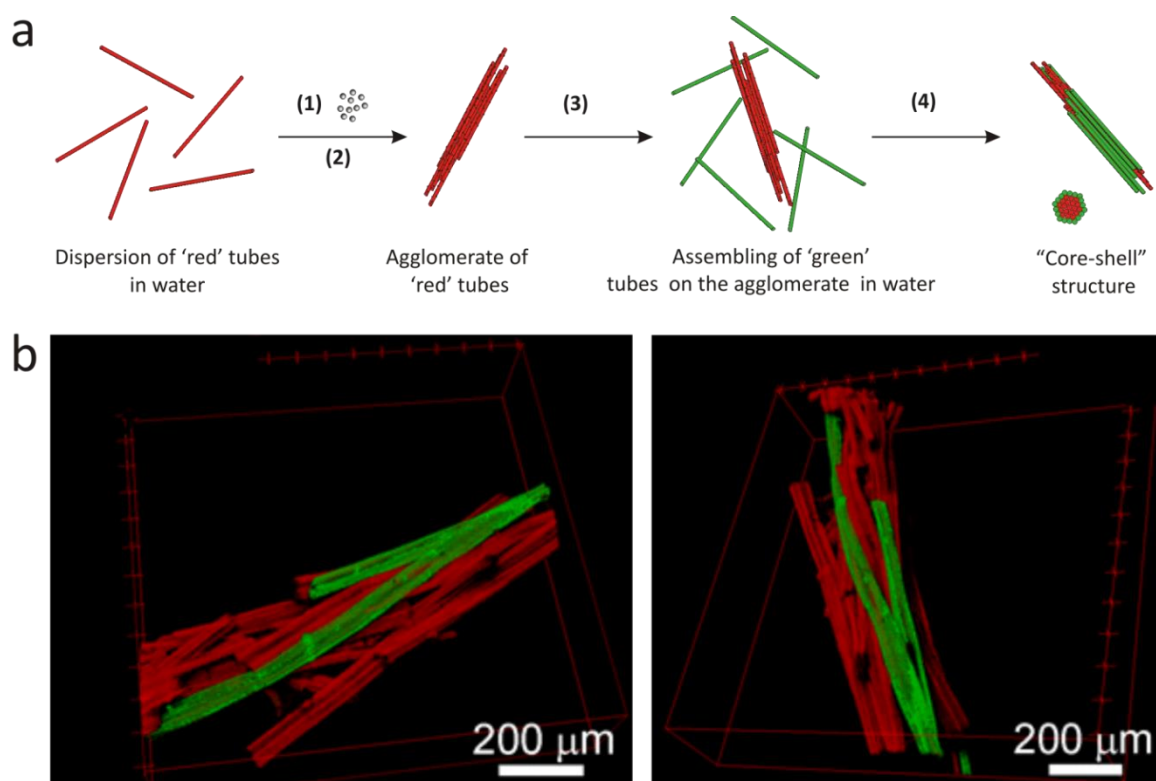 a
(1)
(2)
(3)
(4)
Dispersion of ‘red’ tubes
in water
Agglomerate of
‘red’ tubes
Assembling of ‘green’
tubes on the agglomerate in water
“Core-shell”
structure
b
200 µm
200 µm